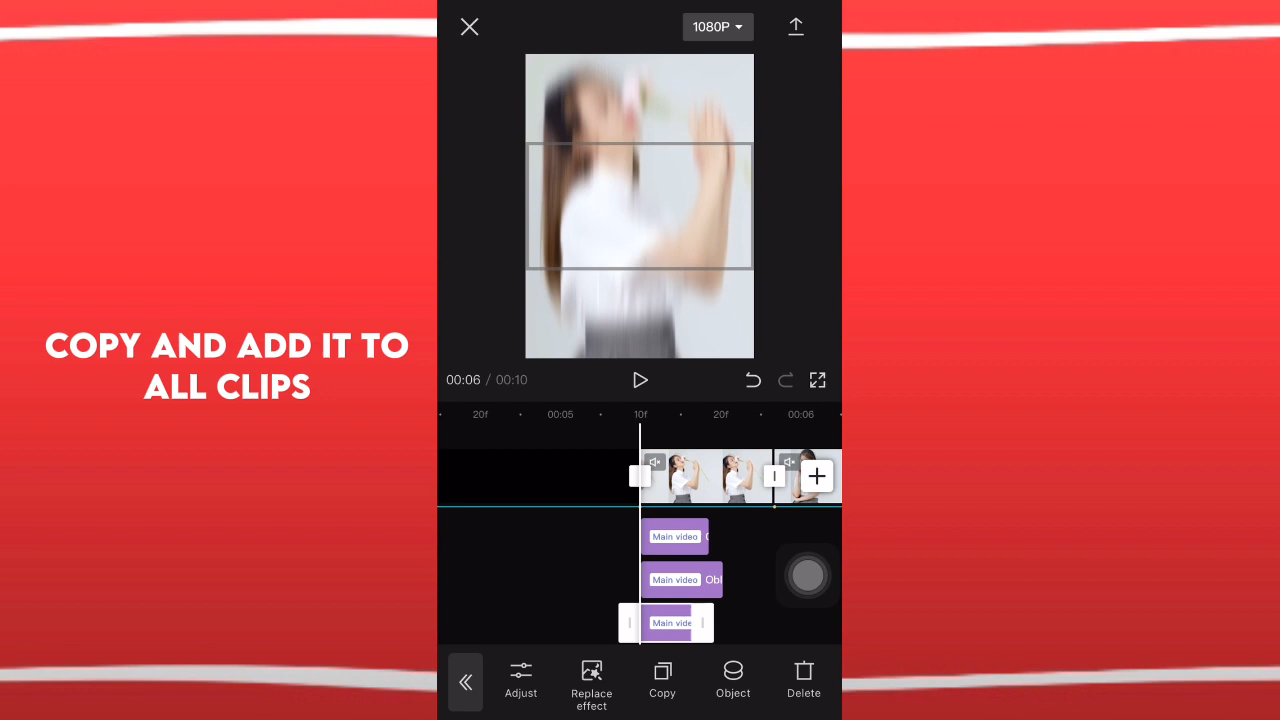 1080P
COPY AND ADD IT TO
ALL CLIPS
00:06 / 00:10
20f 00:05 10f 20f 00:06
Main video
Main video Obl
Main vide
Adjust
Replace
effect
Copy
Object
Delete